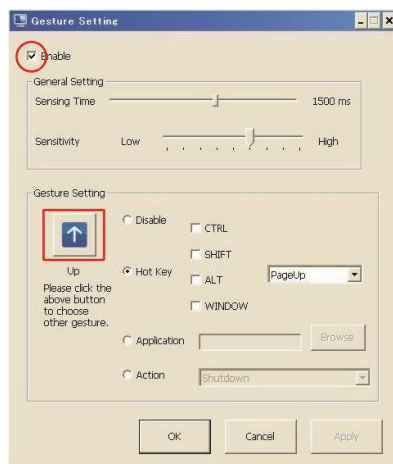 Gesture Setting
Enable
General Setting
Sensing Time 1500 ms
Sensitivity Low High
Gesture Setting
Disable
CTRL
SHIFT
Up
Hot Key
ALT
PageUp
WINDOW
Please click the
above button
to choose
other gesture.
Application
Browse
Action
Shutdown
OK Cancel Apply